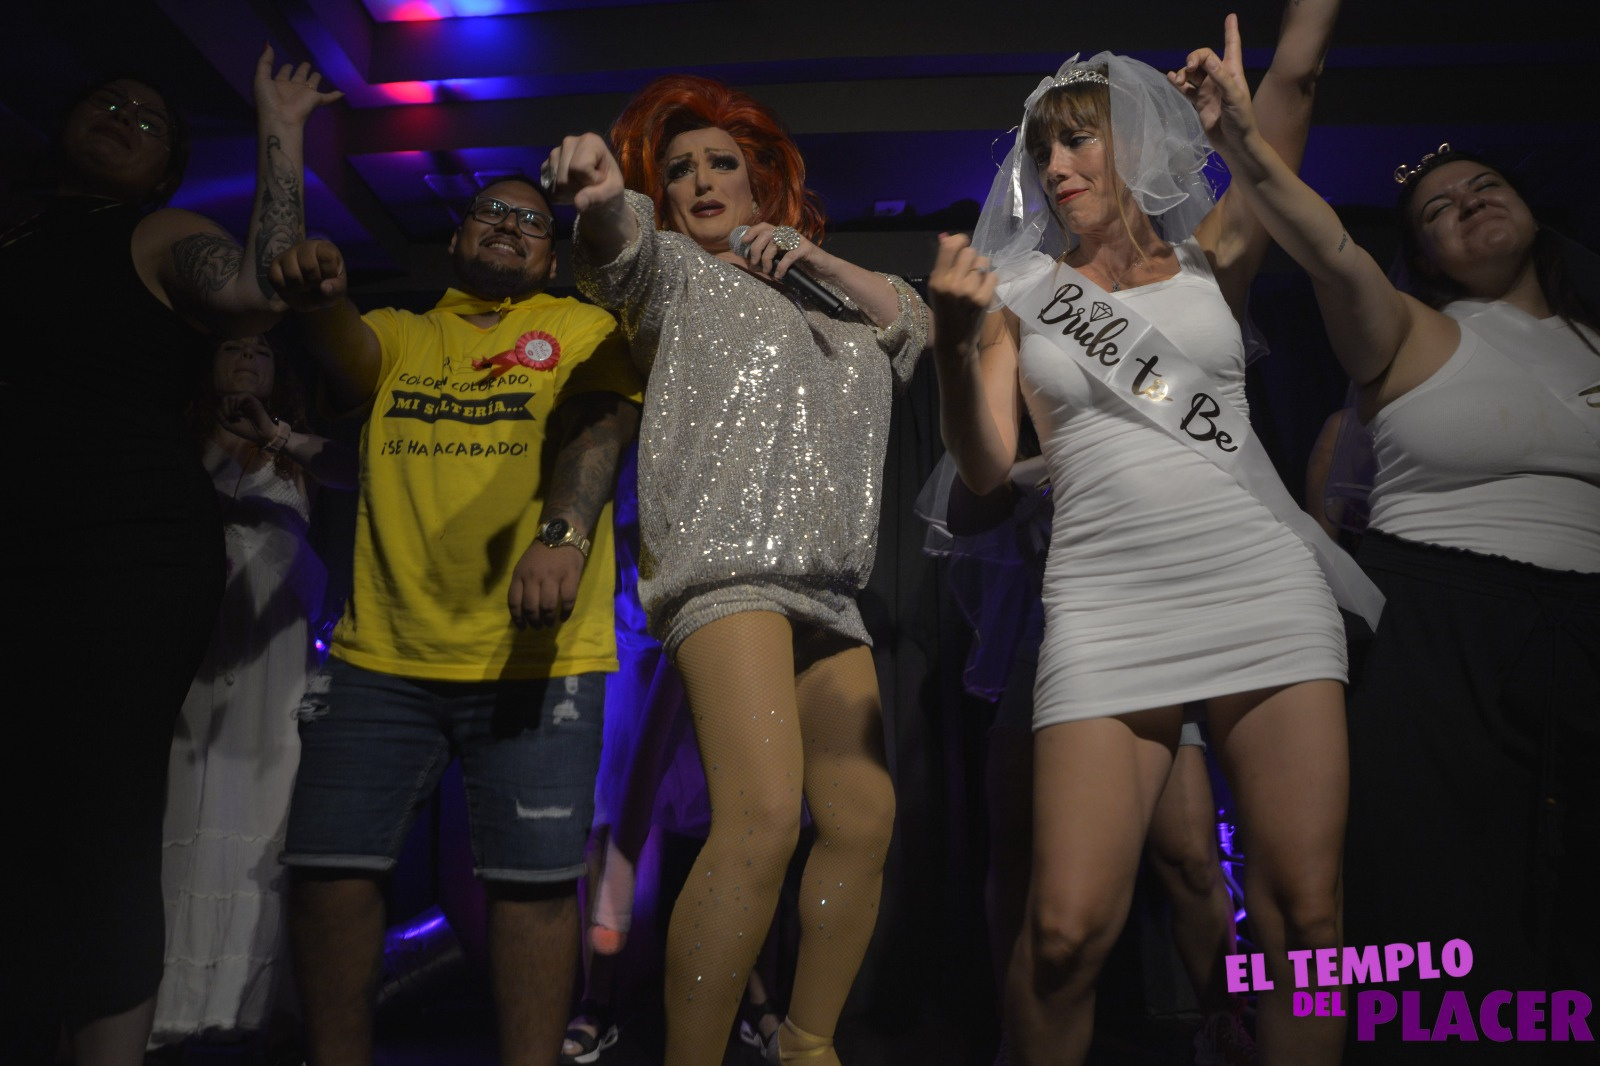 COLORÍN COLORADO,
MI SOLTERÍA...
¡SE HA ACABADO!
Bride to Be
EL TEMPLO
DEL PLACER